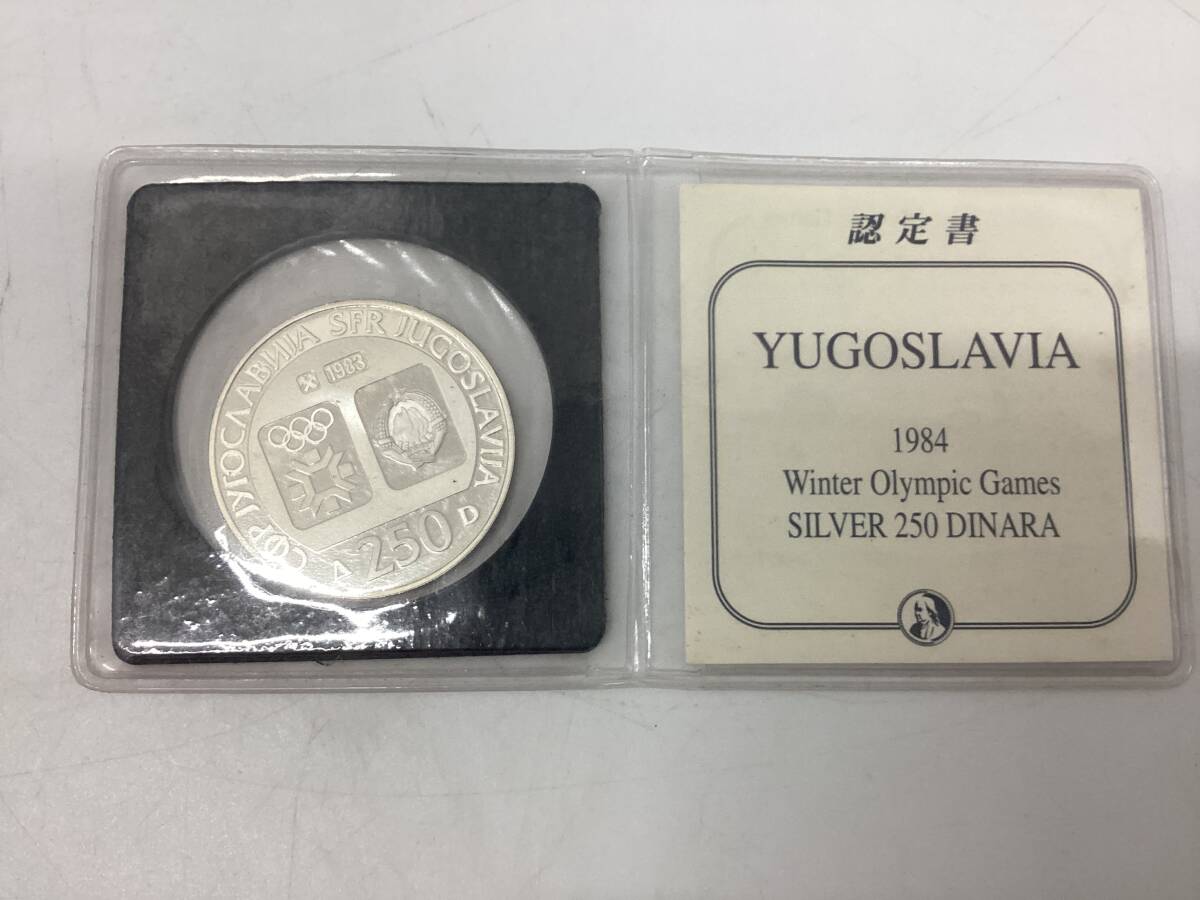 СФР ЈУГОСЛАВИЈА SFR JUGOSLAVIJA
1983
Д 250 D
認定書
YUGOSLAVIA
1984
Winter Olympic Games
SILVER 250 DINARA